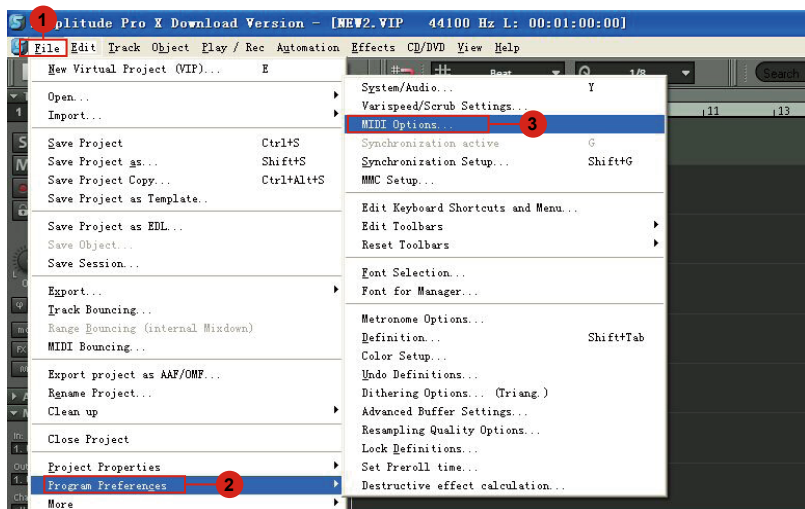 1
plitude Pro X Download Version - [NEW2.VIP 44100 Hz L: 00:01:00:00]
File Edit Track Object Play / Rec Automation Effects CD/DVD View Help
New Virtual Project (VIP)... E
Open...
Import...
Save Project Ctrl+S
Save Project as... Shift+S
Save Project Copy... Ctrl+Alt+S
Save Project as Template..
Save Project as EDL...
Save Object...
Save Session...
Export...
Track Bouncing...
Range Bouncing (internal Mixdown)
MIDI Bouncing...
Export project as AAF/OMF...
Rename Project...
Clean up
Close Project
Project Properties
Program Preferences 2
More
Beat 1/8 Search
System/Audio... Y
Varispeed/Scrub Settings...
MIDI Options... 3
Synchronization active G
Synchronization Setup... Shift+G
MMC Setup...
Edit Keyboard Shortcuts and Menu...
Edit Toolbars
Reset Toolbars
Font Selection...
Font for Manager...
Metronome Options...
Definition... Shift+Tab
Color Setup...
Undo Definitions...
Dithering Options... (Triang.)
Advanced Buffer Settings...
Resampling Quality Options...
Lock Definitions...
Set Preroll time...
Destructive effect calculation...
11 13
1
S
M